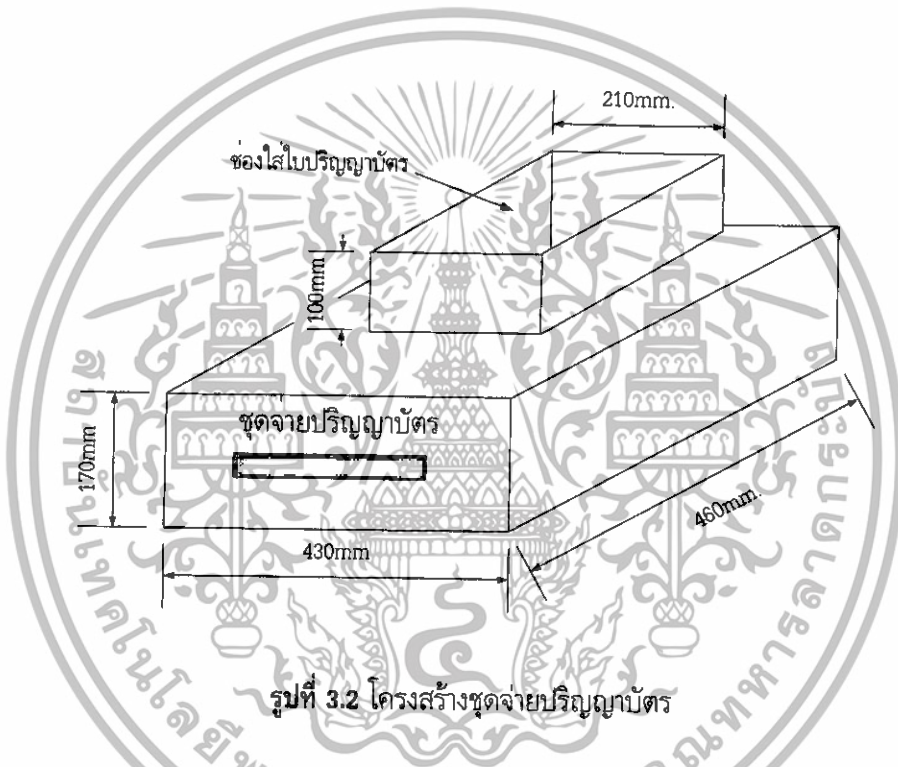 210mm.
ช่องใส่ใบปริญญาบัตร
100mm
170mm
ชุดจายปริญญาบัตร
460mm.
430mm
รูปที่ 3.2 โครงสร้างชุดจ่ายปริญญาบัตร